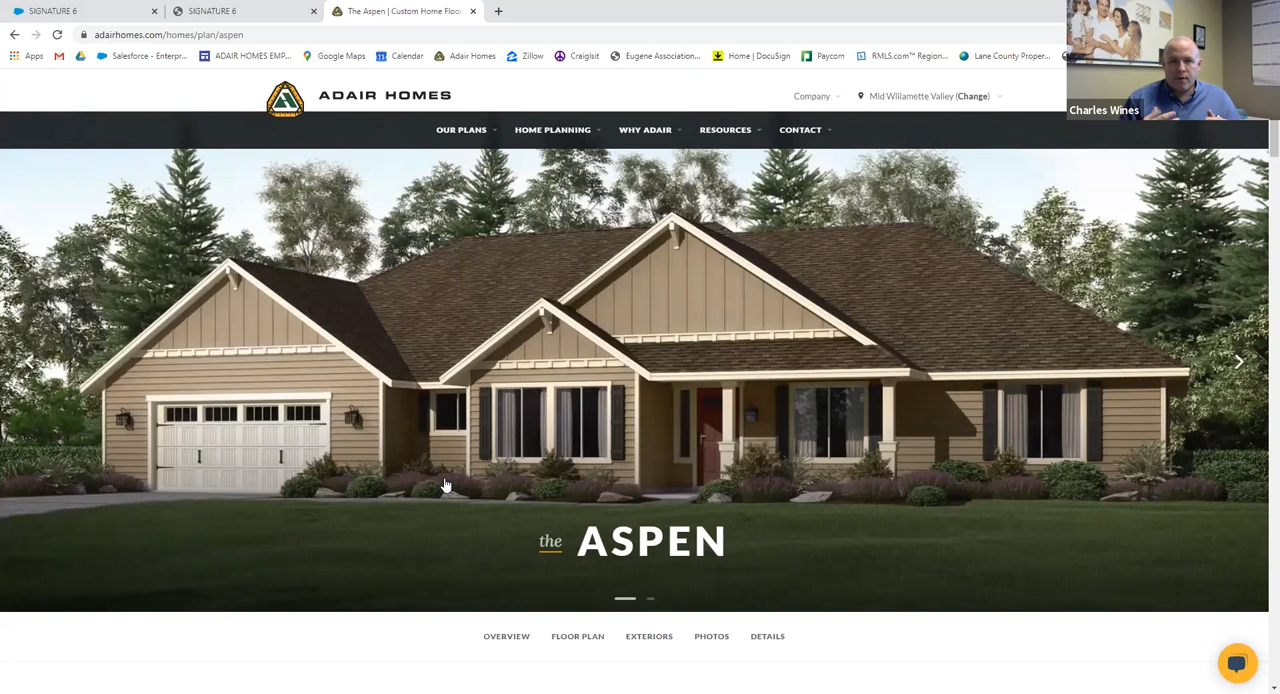 SIGNATURE 6
SIGNATURE 6
The Aspen | Custom Home Floo
adairhomes.com/homes/plan/aspen
Apps
Salesforce - Enterpr...
ADAIR HOMES EMP...
Google Maps
Calendar
Adair Homes
Zillow
Craiglsit
Eugene Association...
Home | DocuSign
Paycom
RMLS.com™ Region...
Lane County Proper...
Charles Wines
ADAIR HOMES
Company
Mid Willamette Valley (Change)
OUR PLANS
HOME PLANNING
WHY ADAIR
RESOURCES
CONTACT
the ASPEN
OVERVIEW
FLOOR PLAN
EXTERIORS
PHOTOS
DETAILS